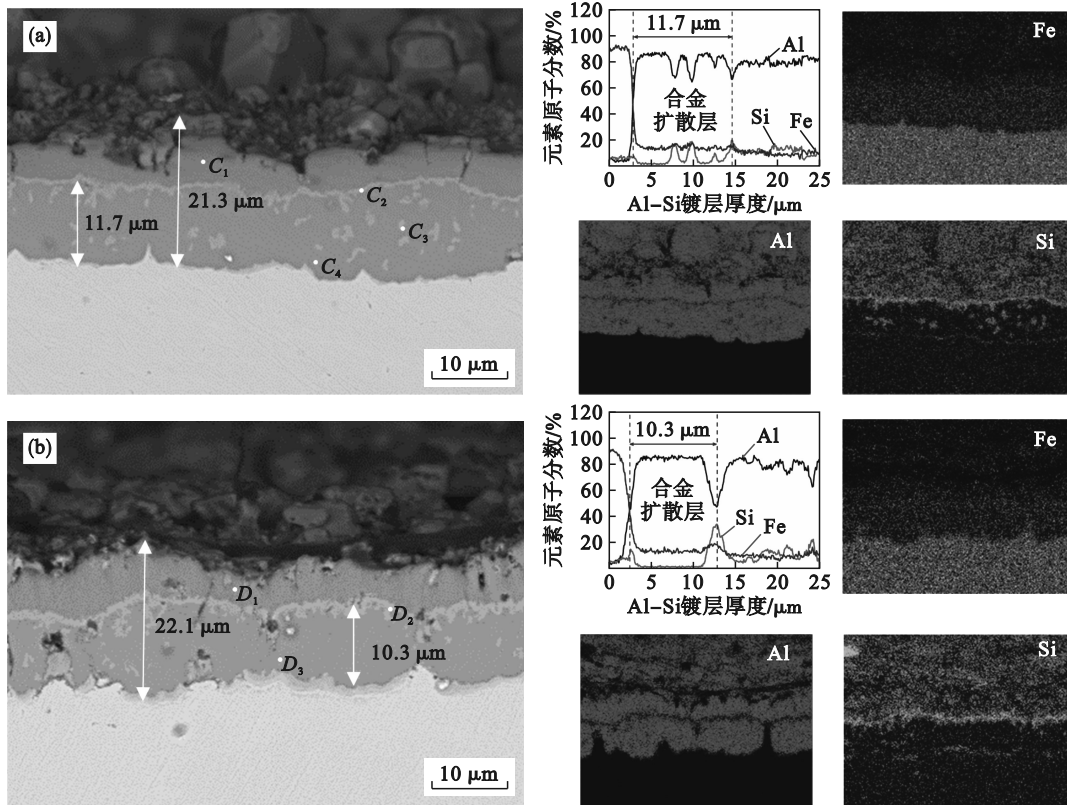 (a)
C₁
C₂
11.7 μm
21.3 μm
C₃
C₄
10 μm
元素原子分数/%
120
100
80
60
40
20
11.7 μm
Al
合金
扩散层
Si
Fe
0 5 10 15 20 25
Al-Si镀层厚度/μm
Fe
Al
Si
(b)
D₁
D₂
22.1 μm
10.3 μm
D₃
10 μm
元素原子分数/%
120
100
80
60
40
20
10.3 μm
Al
合金
扩散层
Si
Fe
0 5 10 15 20 25
Al-Si镀层厚度/μm
Fe
Al
Si